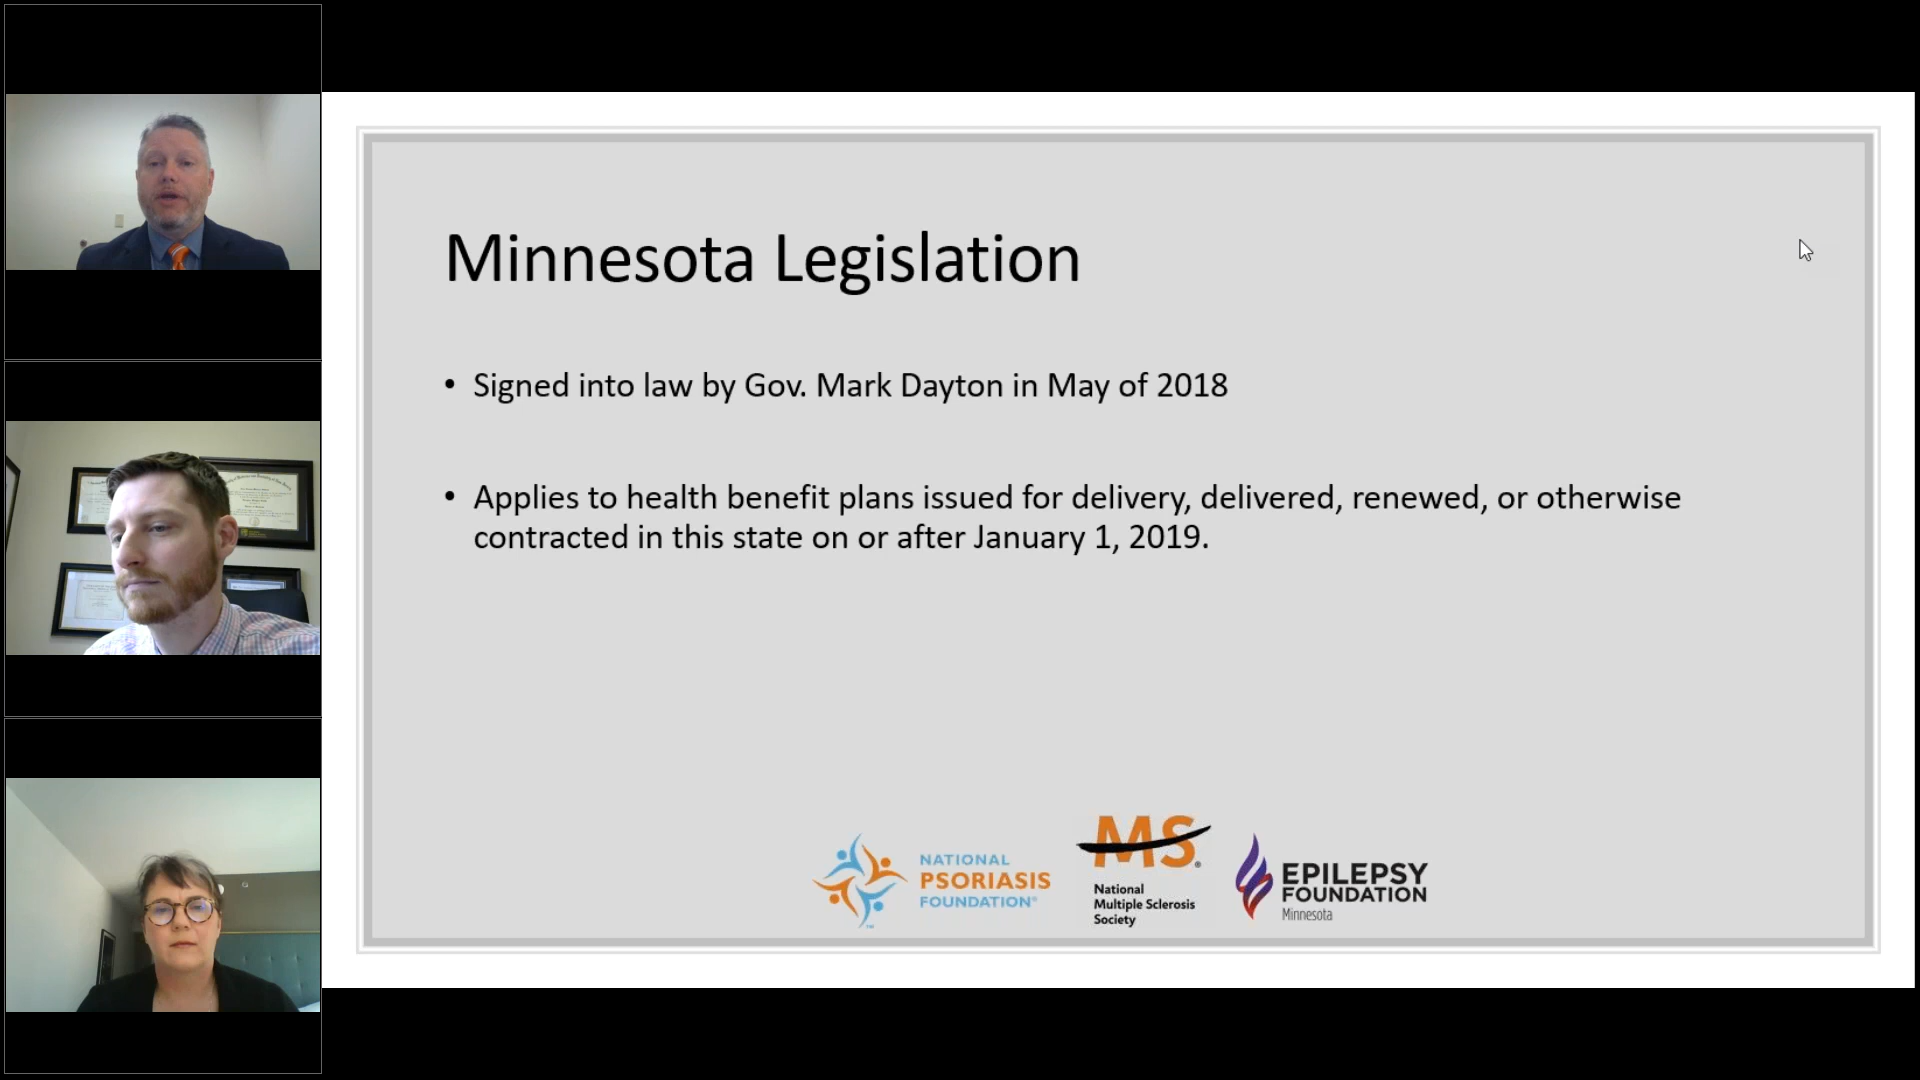 Minnesota Legislation
• Signed into law by Gov. Mark Dayton in May of 2018
• Applies to health benefit plans issued for delivery, delivered, renewed, or otherwise
contracted in this state on or after January 1, 2019.
NATIONAL
PSORIASIS
FOUNDATION®
TM
MS®
National
Multiple Sclerosis
Society
EPILEPSY
FOUNDATION
Minnesota